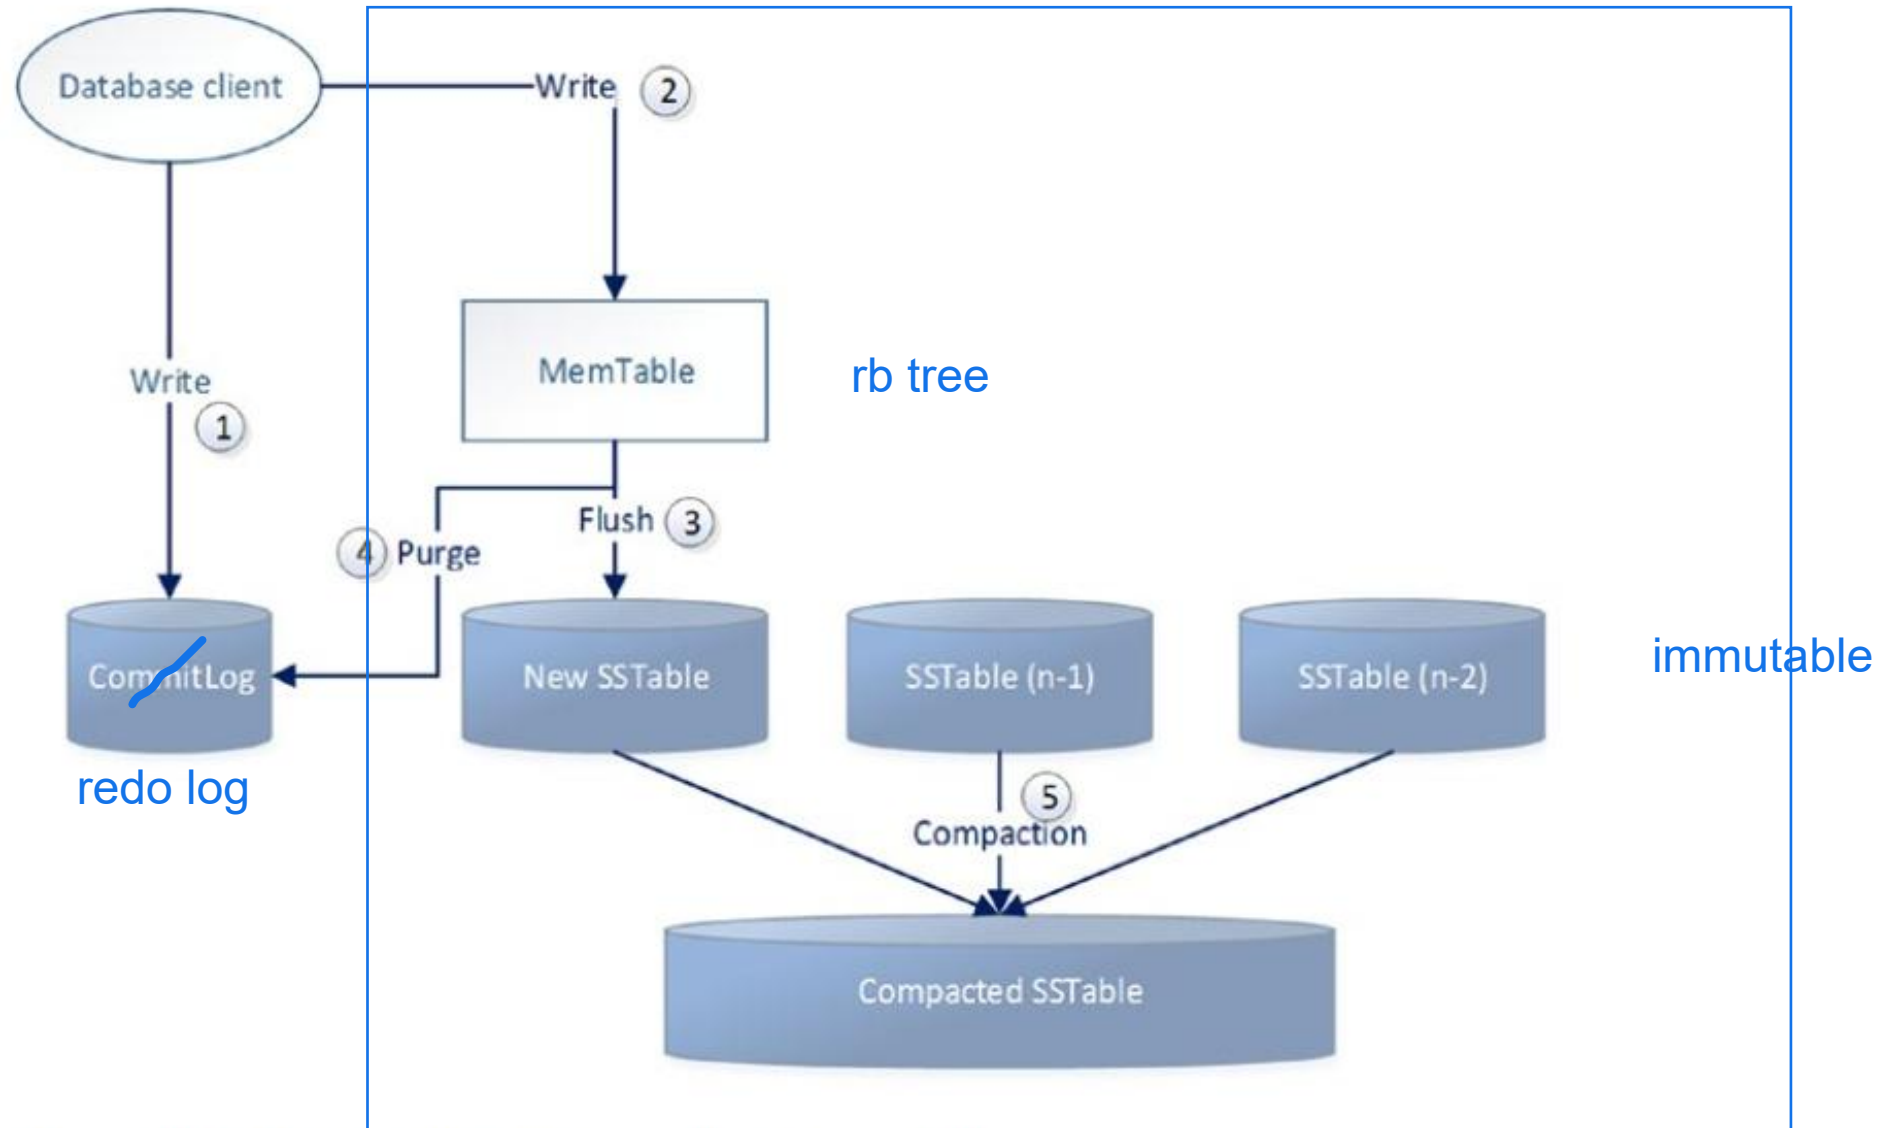 Database client
Write
2
MemTable
rb tree
Write
1
Flush
3
4
Purge
CommitLog
New SSTable
SSTable (n-1)
SSTable (n-2)
immutable
redo log
5
Compaction
Compacted SSTable